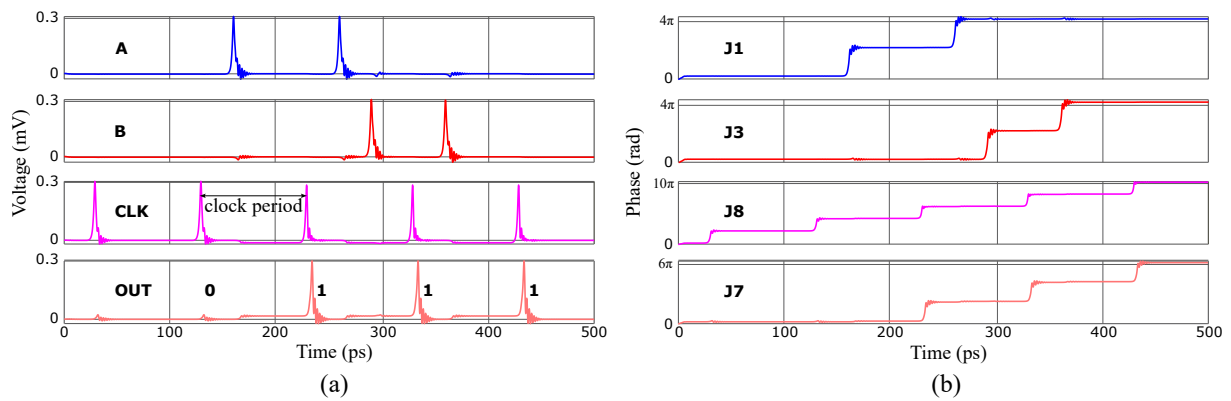 0.3
A
0
0.3
B
0
Voltage (mV)
0.3
CLK
clock period
0
0.3
OUT
0
1
1
1
0
0
100
200
300
400
500
Time (ps)
(a)
4π
J1
0
4π
J3
0
Phase (rad)
10π
J8
0
6π
J7
0
0
100
200
300
400
500
Time (ps)
(b)